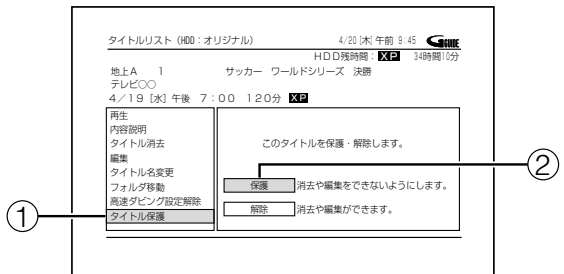 タイトルリスト（HDD：オリジナル） 4/20［木］午前 9:45 GGUIDE
HDD残時間：XP 34時間10分
地上A 1 サッカー ワールドシリーズ 決勝
テレビ○○
4／19［水］午後 7：00 120分 XP
再生
内容説明
タイトル消去
編集
タイトル名変更
フォルダ移動
高速ダビング設定解除
タイトル保護
このタイトルを保護・解除します。
保護 消去や編集をできないようにします。
解除 消去や編集ができます。
①
②